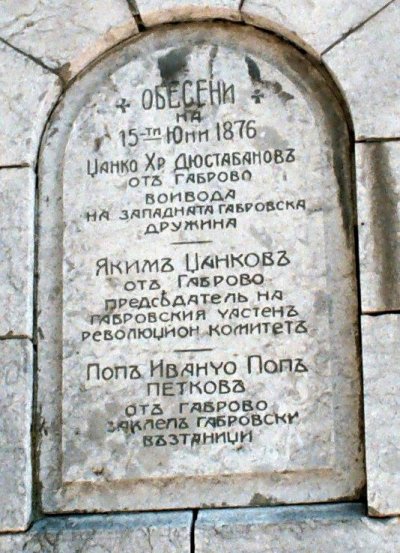 ✢ ОБЕСЕНИ ✢
НА
15-ТИ ЮНИ 1876
ЦАНКО ХР ДЮСТАБАНОВЪ
ОТЪ ГАБРОВО
ВОИВОДА
НА ЗАПАДНАТА ГАБРОВСКА
ДРУЖИНА
ЯКИМЪ ЦАНКОВЪ
ОТЪ ГАБРОВО
ПРЕДСѢДАТЕЛЬ НА
ГАБРОВСКИЯ ЧАСТЕНЪ
РЕВОЛЮЦИОН КОМИТЕТЪ
ПОПЪ ИВАНЧО ПОПЪ
ПЕТКОВЪ
ОТЪ ГАБРОВО
ЗАКЛЕЛЪ ГАБРОВСКИ
ВЪЗТАНИЦИ